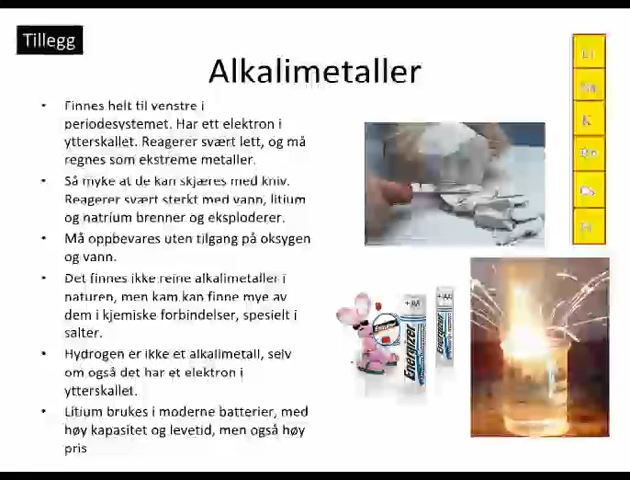 Tillegg
Alkalimetaller
• Finnes helt til venstre i
periodesystemet. Har ett elektron i
ytterskallet. Reagerer svært lett, og må
regnes som ekstreme metaller.
• Så myke at de kan skjæres med kniv.
Reagerer svært sterkt med vann, litium
og natrium brenner og eksploderer.
• Må oppbevares uten tilgang på oksygen
og vann.
• Det finnes ikke reine alkalimetaller i
naturen, men kam kan finne mye av
dem i kjemiske forbindelser, spesielt i
salter.
• Hydrogen er ikke et alkalimetall, selv
om også det har et elektron i
ytterskallet.
• Litium brukes i moderne batterier, med
høy kapasitet og levetid, men også høy
pris
Li
Na
K
Energizer
Energizer
+ AA